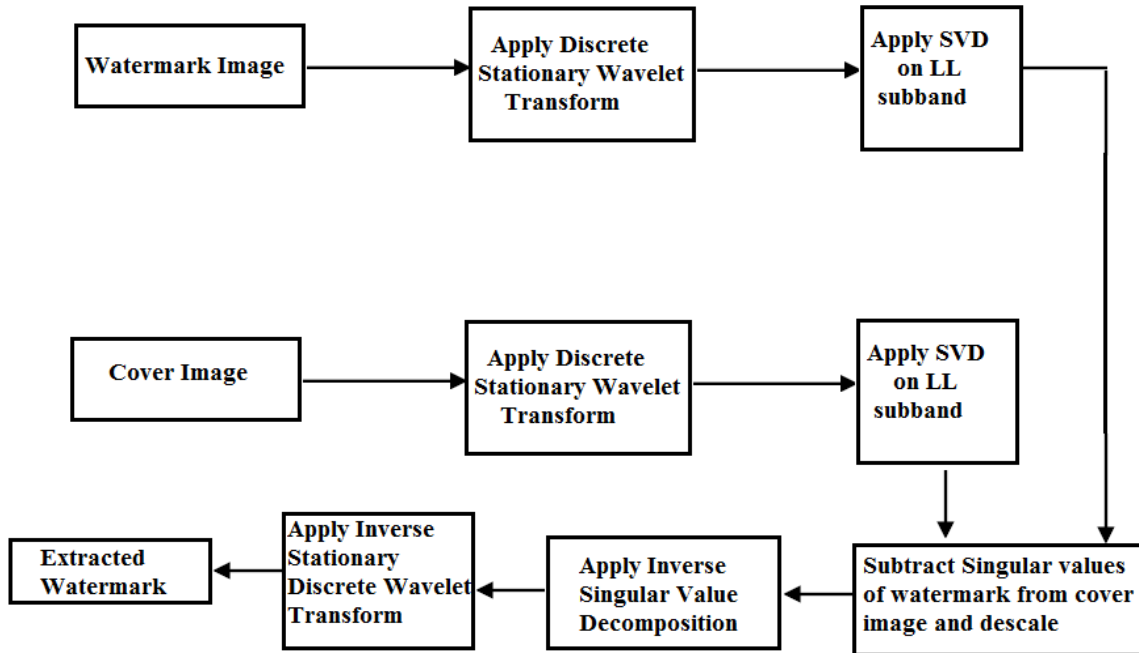 Watermark Image
Apply Discrete
Stationary Wavelet
Transform
Apply SVD
on LL
subband
Cover Image
Apply Discrete
Stationary Wavelet
Transform
Apply SVD
on LL
subband
Extracted
Watermark
Apply Inverse
Stationary
Discrete Wavelet
Transform
Apply Inverse
Singular Value
Decomposition
Subtract Singular values
of watermark from cover
image and descale